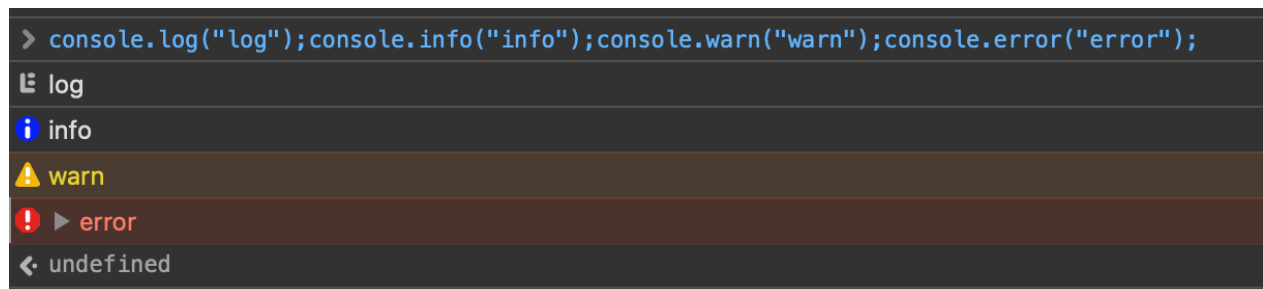 console.log("log");console.info("info");console.warn("warn");console.error("error");
log
info
warn
error
undefined